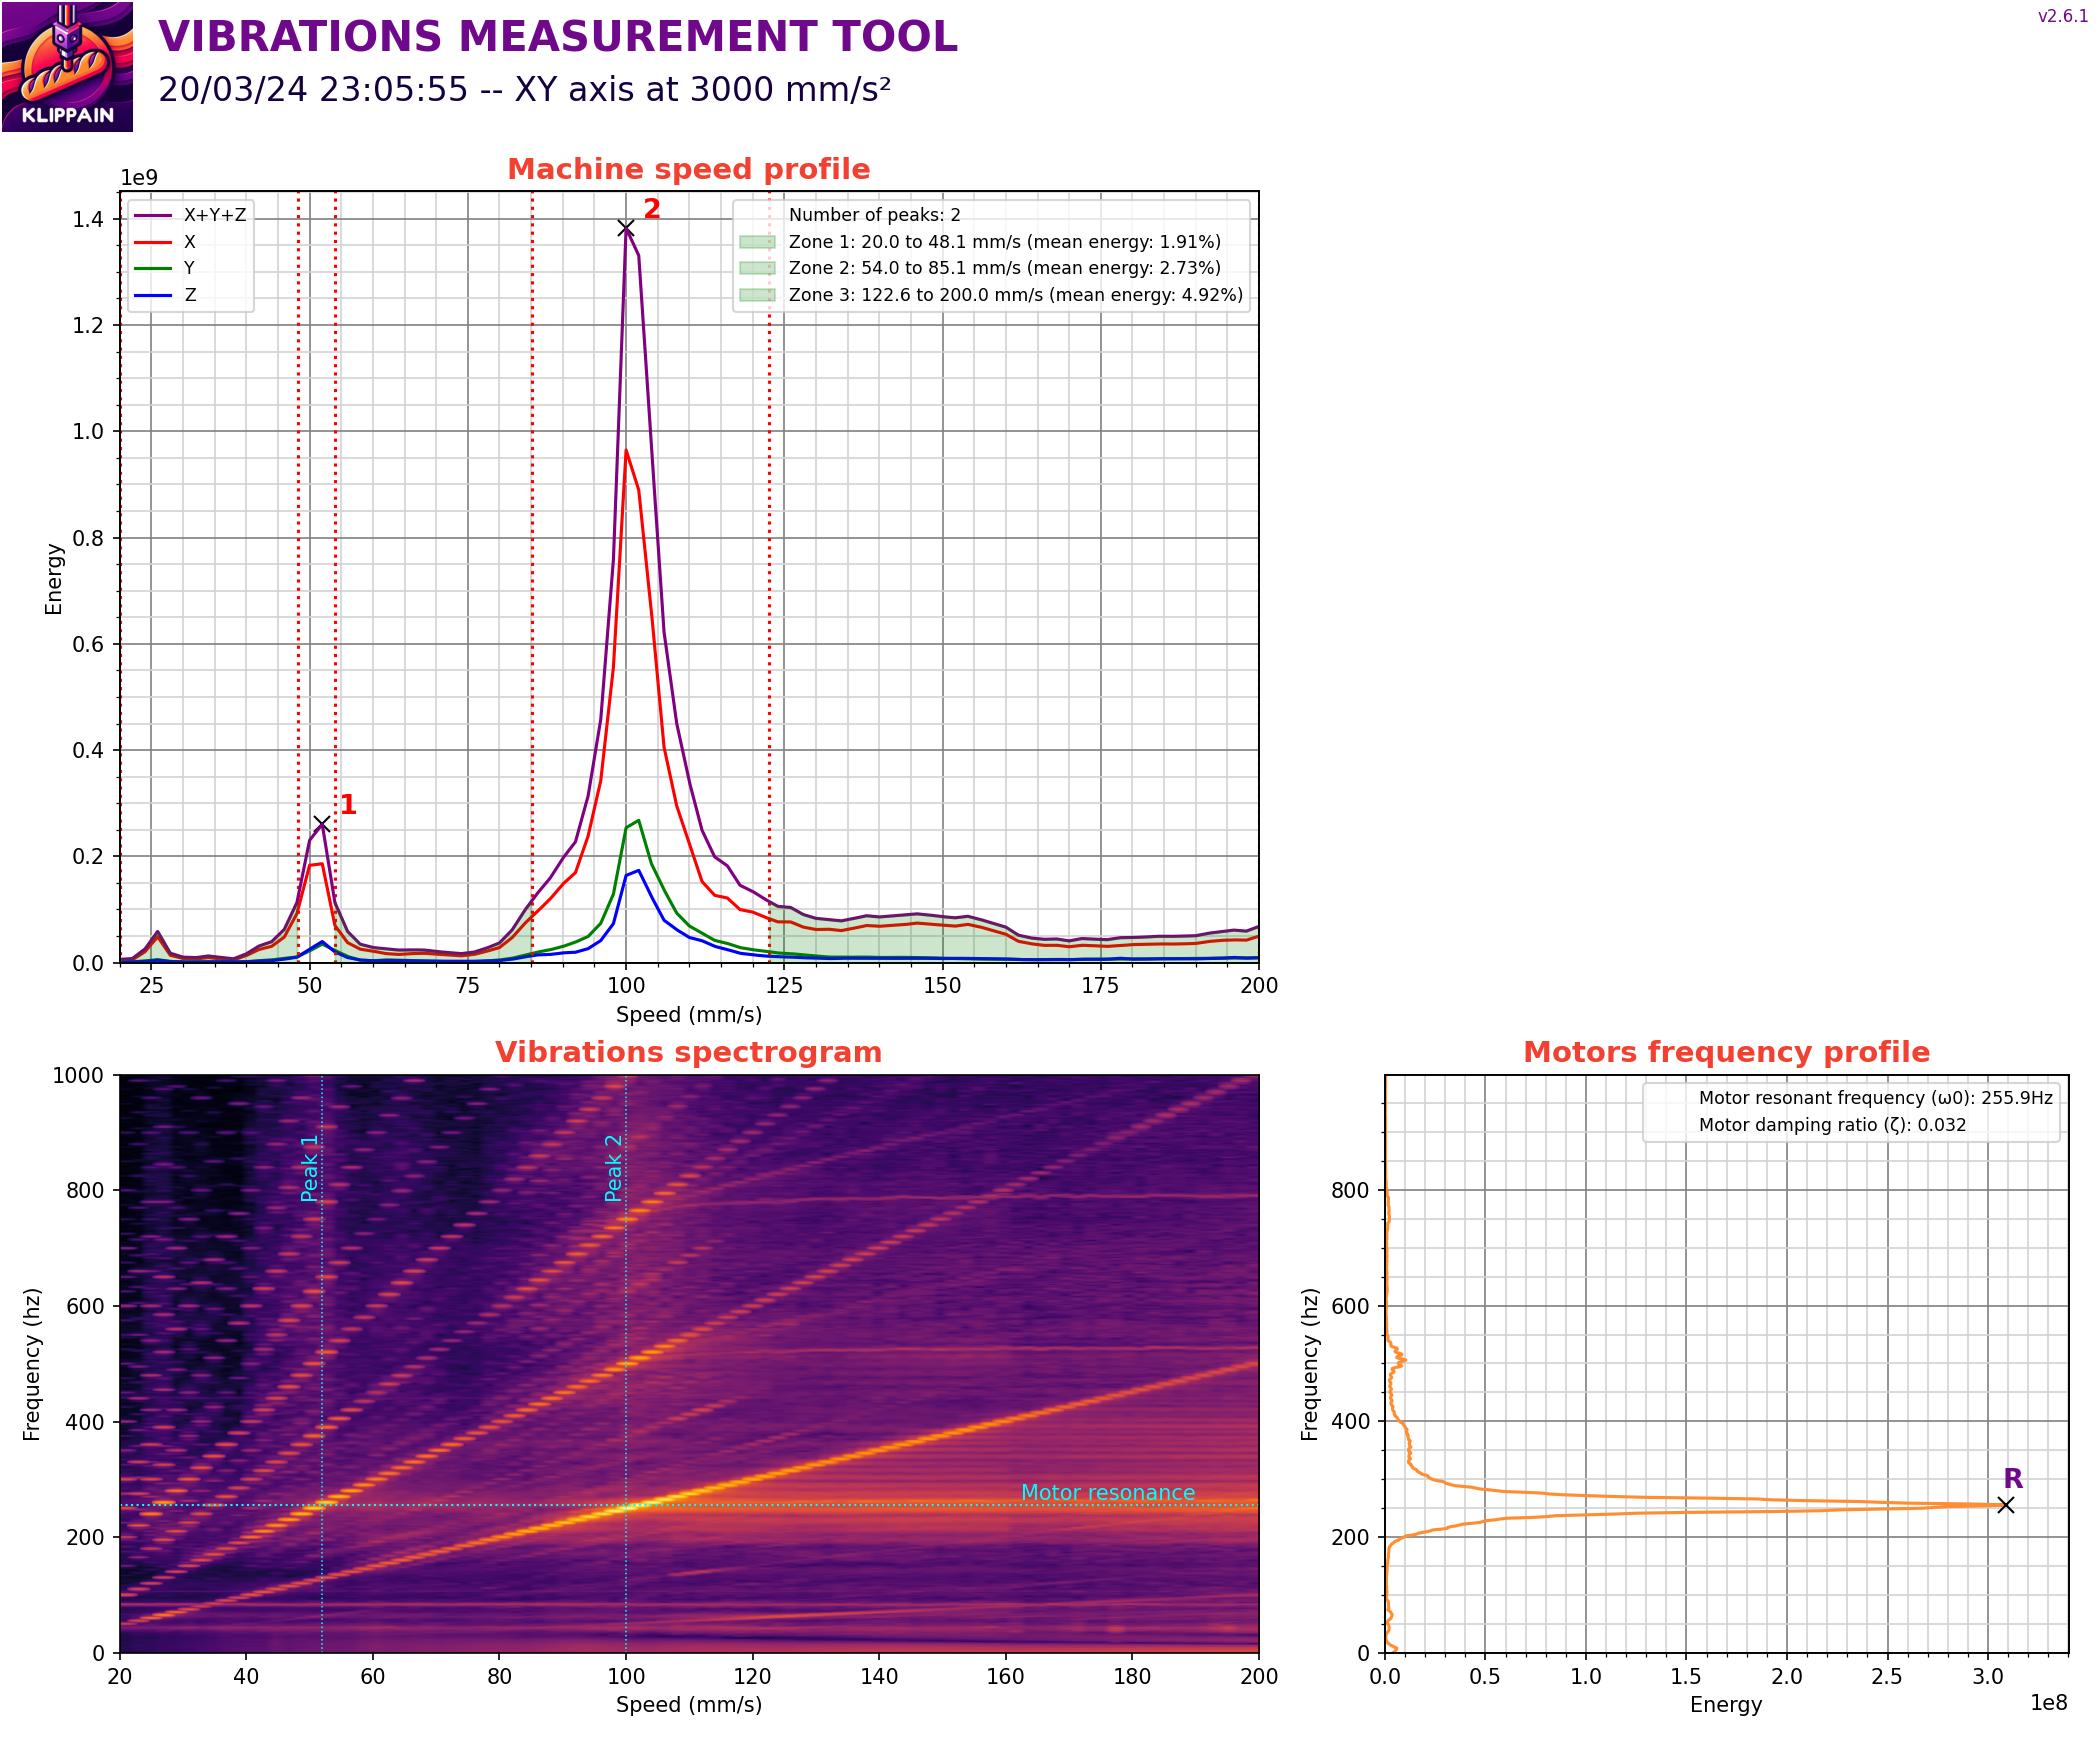 KLIPPAIN
VIBRATIONS MEASUREMENT TOOL
20/03/24 23:05:55 -- XY axis at 3000 mm/s²
v2.6.1
Machine speed profile
1e9
X+Y+Z
X
Y
Z
Number of peaks: 2
Zone 1: 20.0 to 48.1 mm/s (mean energy: 1.91%)
Zone 2: 54.0 to 85.1 mm/s (mean energy: 2.73%)
Zone 3: 122.6 to 200.0 mm/s (mean energy: 4.92%)
2
1
1.4
1.2
1.0
0.8
0.6
0.4
0.2
0.0
Energy
25 50 75 100 125 150 175 200
Speed (mm/s)
Vibrations spectrogram
1000
800
600
400
200
0
Frequency (hz)
Peak 1
Peak 2
Motor resonance
20 40 60 80 100 120 140 160 180 200
Speed (mm/s)
Motors frequency profile
Motor resonant frequency (ω0): 255.9Hz
Motor damping ratio (ζ): 0.032
R
800
600
400
200
0
Frequency (hz)
0.0 0.5 1.0 1.5 2.0 2.5 3.0
Energy
1e8